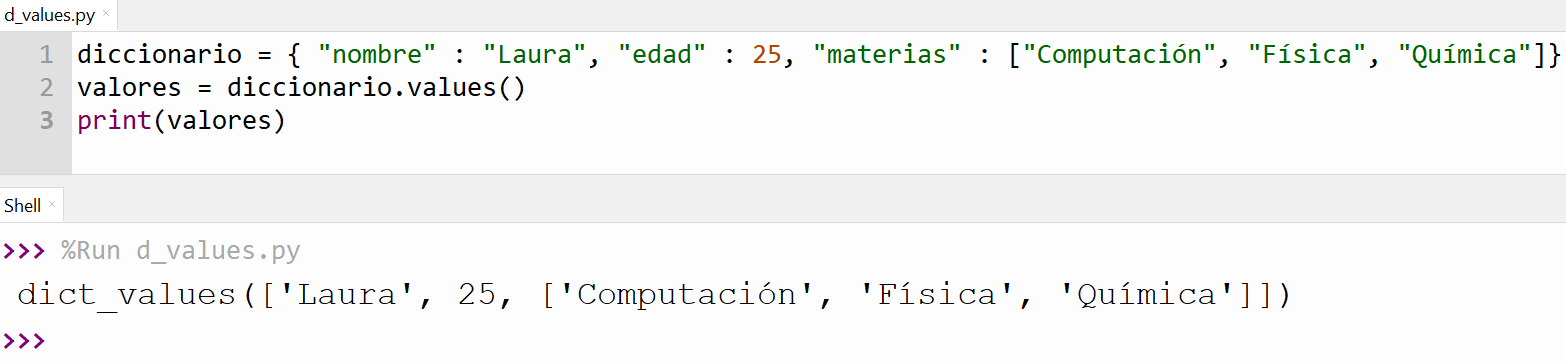 d_values.py ×
1 diccionario = { "nombre" : "Laura", "edad" : 25, "materias" : ["Computación", "Física", "Química"]}
2 valores = diccionario.values()
3 print(valores)
Shell ×
>>> %Run d_values.py
dict_values(['Laura', 25, ['Computación', 'Física', 'Química']])
>>>